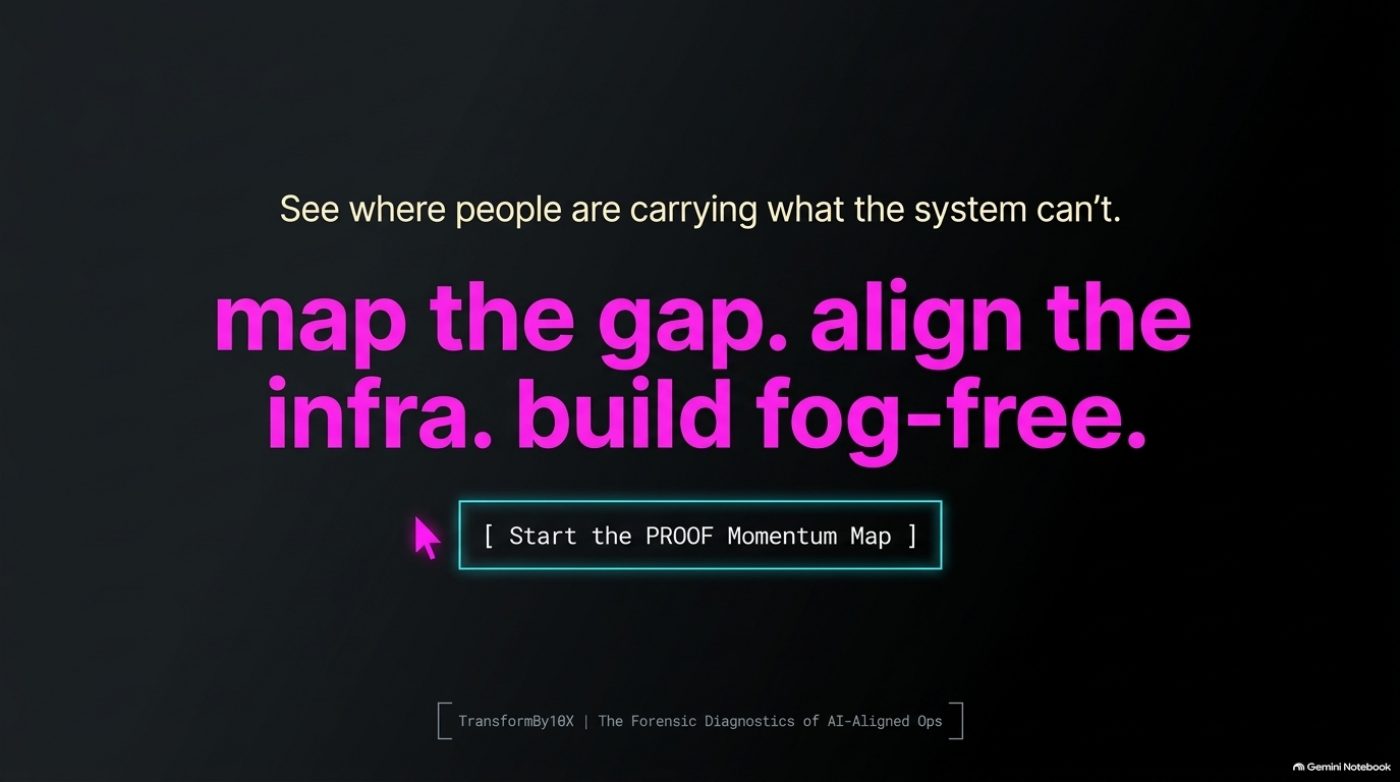 See where people are carrying what the system can’t.
map the gap. align the
infra. build fog-free.
[ Start the PROOF Momentum Map ]
TransformBy10X | The Forensic Diagnostics of AI-Aligned Ops
Gemini Notebook